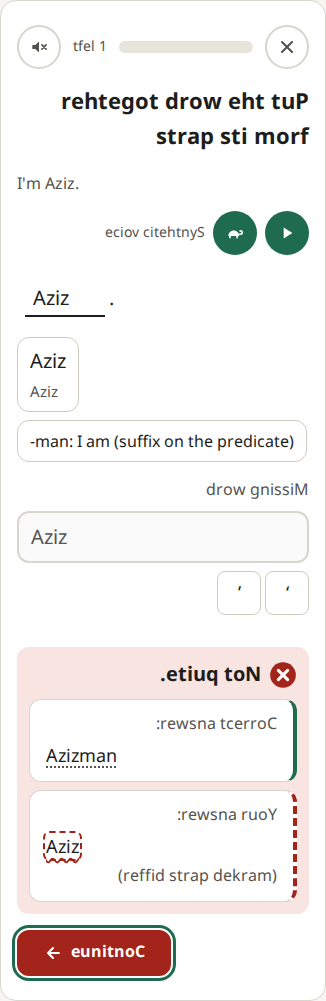 tfel 1
rehtegot drow eht tuP
strap sti morf
I'm Aziz.
eciov citehtnyS
Aziz .
Aziz
Aziz
-man: I am (suffix on the predicate)
drow gnissiM
Aziz
ʼ ʻ
.etiuq toN
:rewsna tcerroC
Azizman
:rewsna ruoY
Aziz
(reffid strap dekram)
← eunitnoC